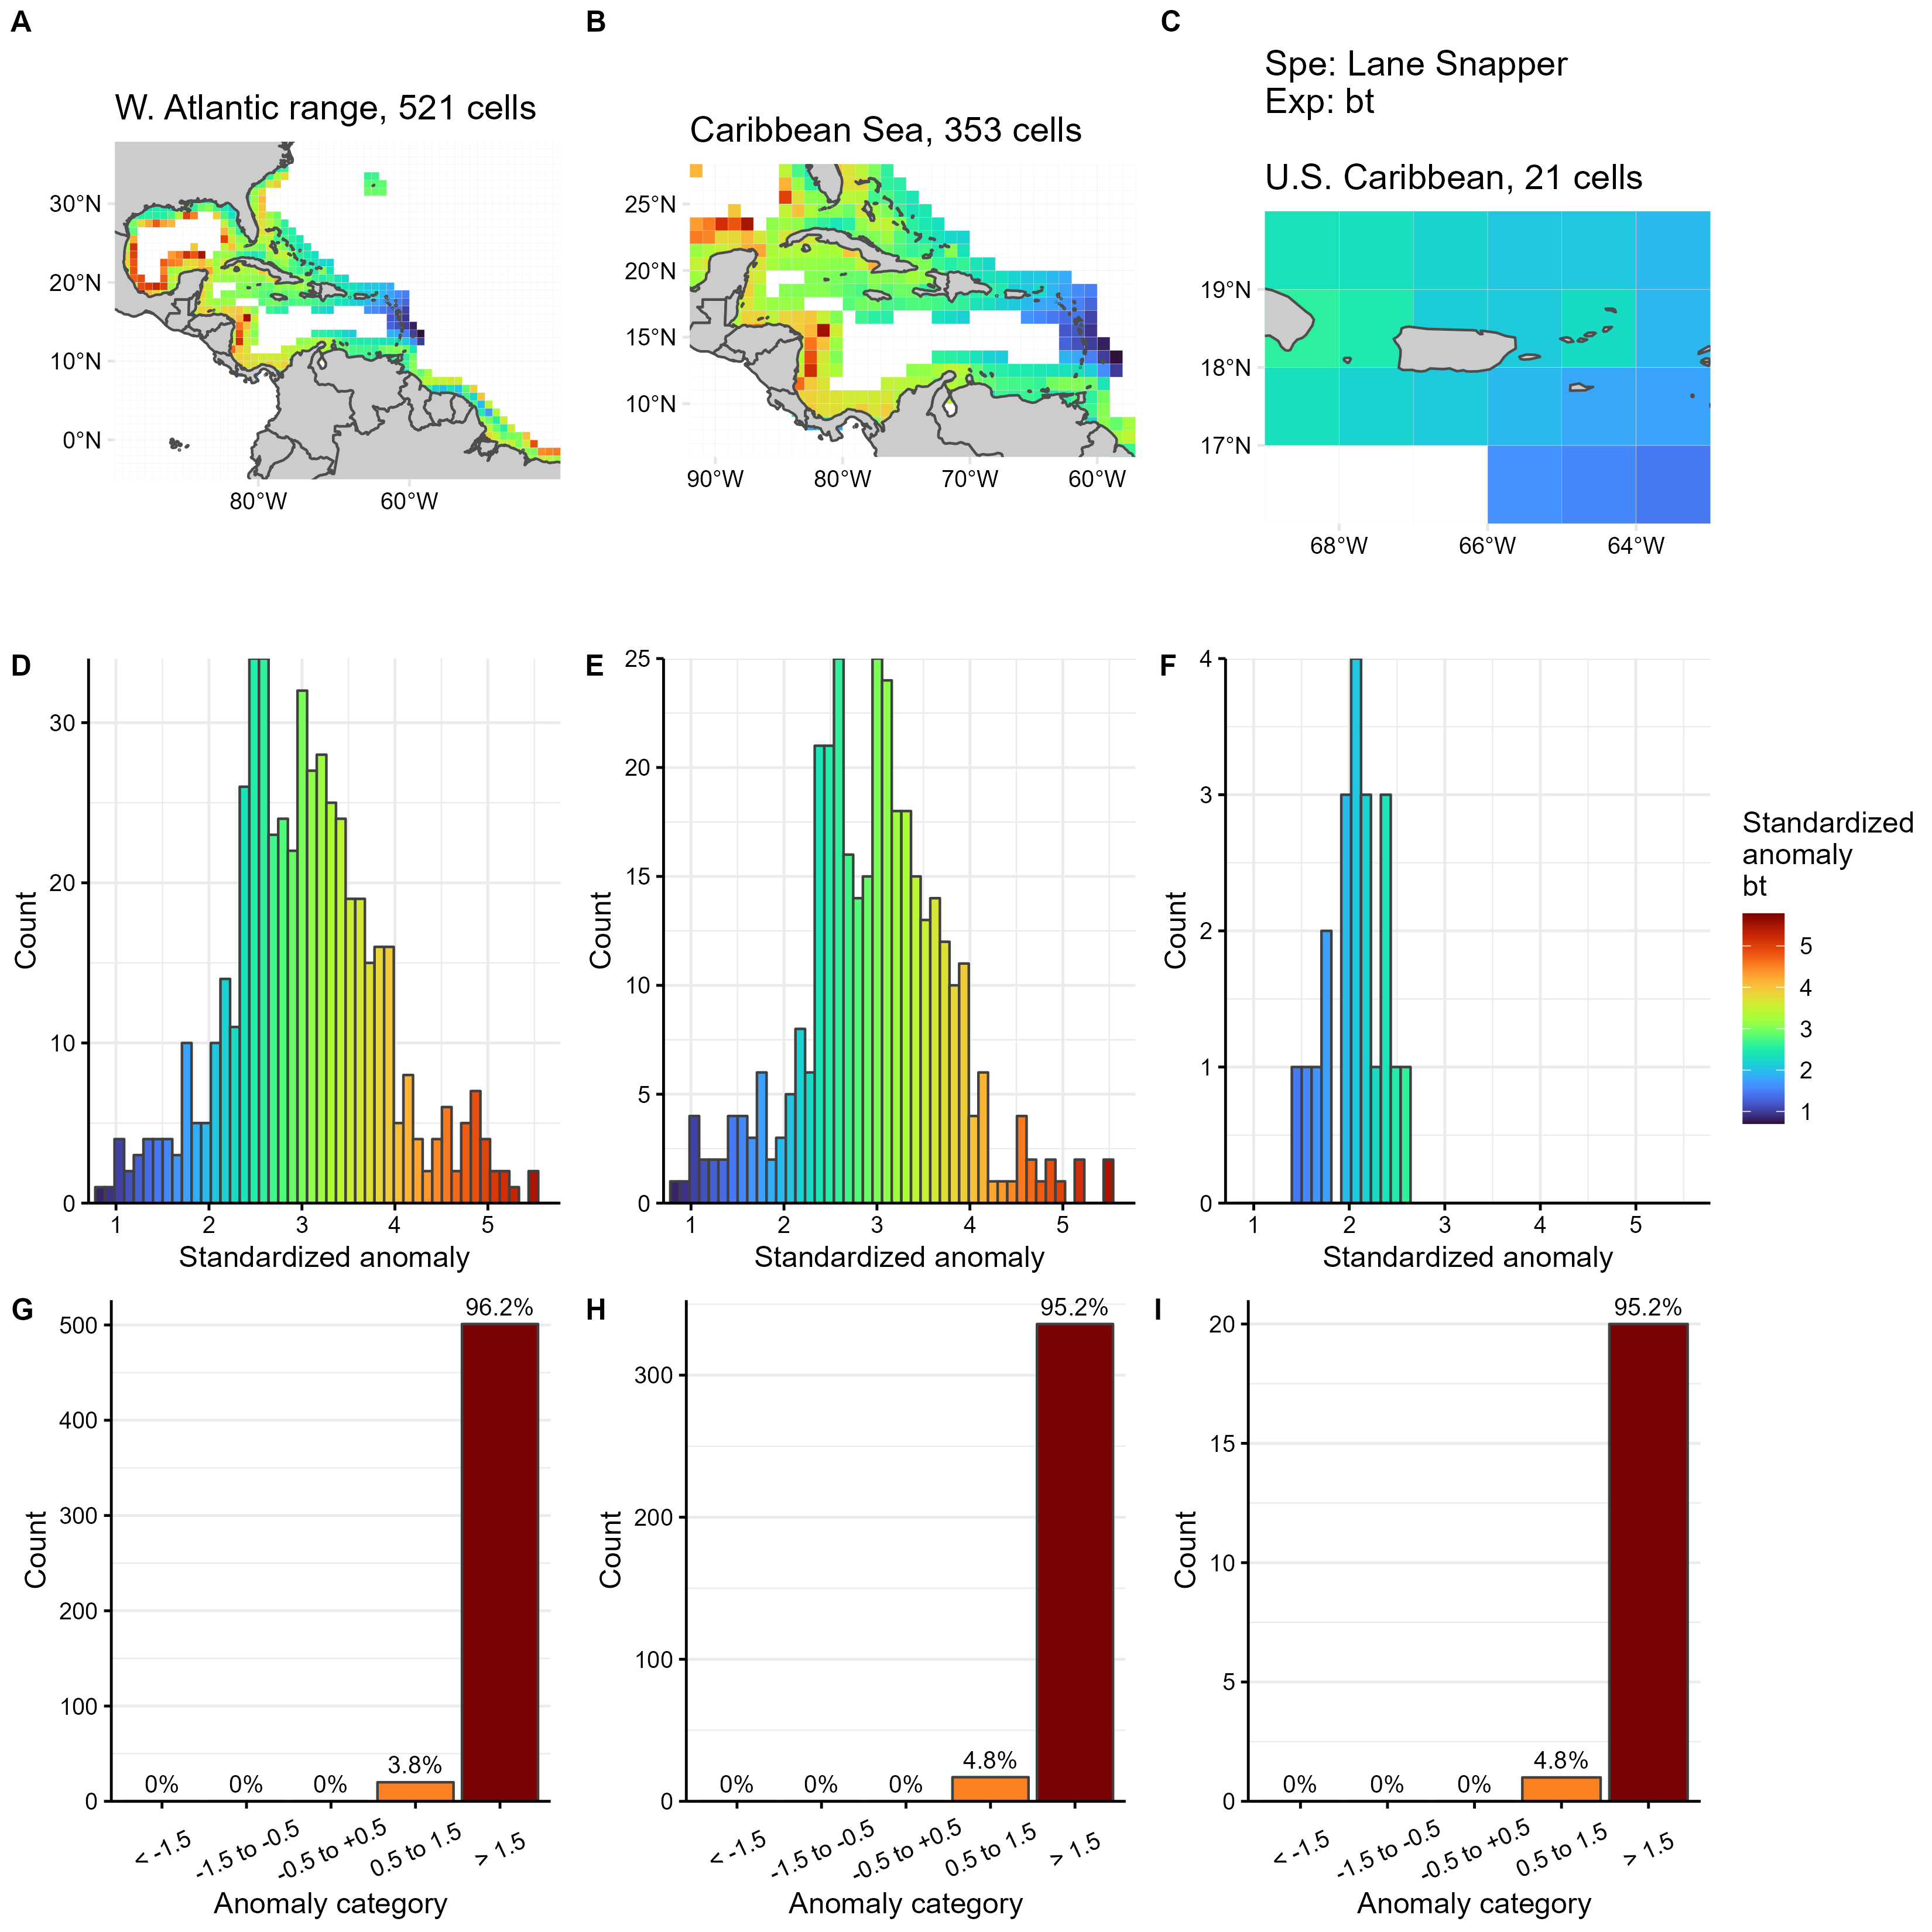 A
B
C
Spe: Lane Snapper
Exp: bt
W. Atlantic range, 521 cells
Caribbean Sea, 353 cells
U.S. Caribbean, 21 cells
30°N
20°N
10°N
0°N
80°W
60°W
25°N
20°N
15°N
10°N
90°W
80°W
70°W
60°W
19°N
18°N
17°N
68°W
66°W
64°W
D
Count
30
20
10
0
1 2 3 4 5
Standardized anomaly
E
Count
25
20
15
10
5
0
1 2 3 4 5
Standardized anomaly
F
Count
4
3
2
1
0
1 2 3 4 5
Standardized anomaly
Standardized
anomaly
bt
5
4
3
2
1
G
Count
500
400
300
200
100
0
0% 0% 0% 3.8% 96.2%
< -1.5 -1.5 to -0.5 -0.5 to +0.5 0.5 to 1.5 > 1.5
Anomaly category
H
Count
300
200
100
0
0% 0% 0% 4.8% 95.2%
< -1.5 -1.5 to -0.5 -0.5 to +0.5 0.5 to 1.5 > 1.5
Anomaly category
I
Count
20
15
10
5
0
0% 0% 0% 4.8% 95.2%
< -1.5 -1.5 to -0.5 -0.5 to +0.5 0.5 to 1.5 > 1.5
Anomaly category